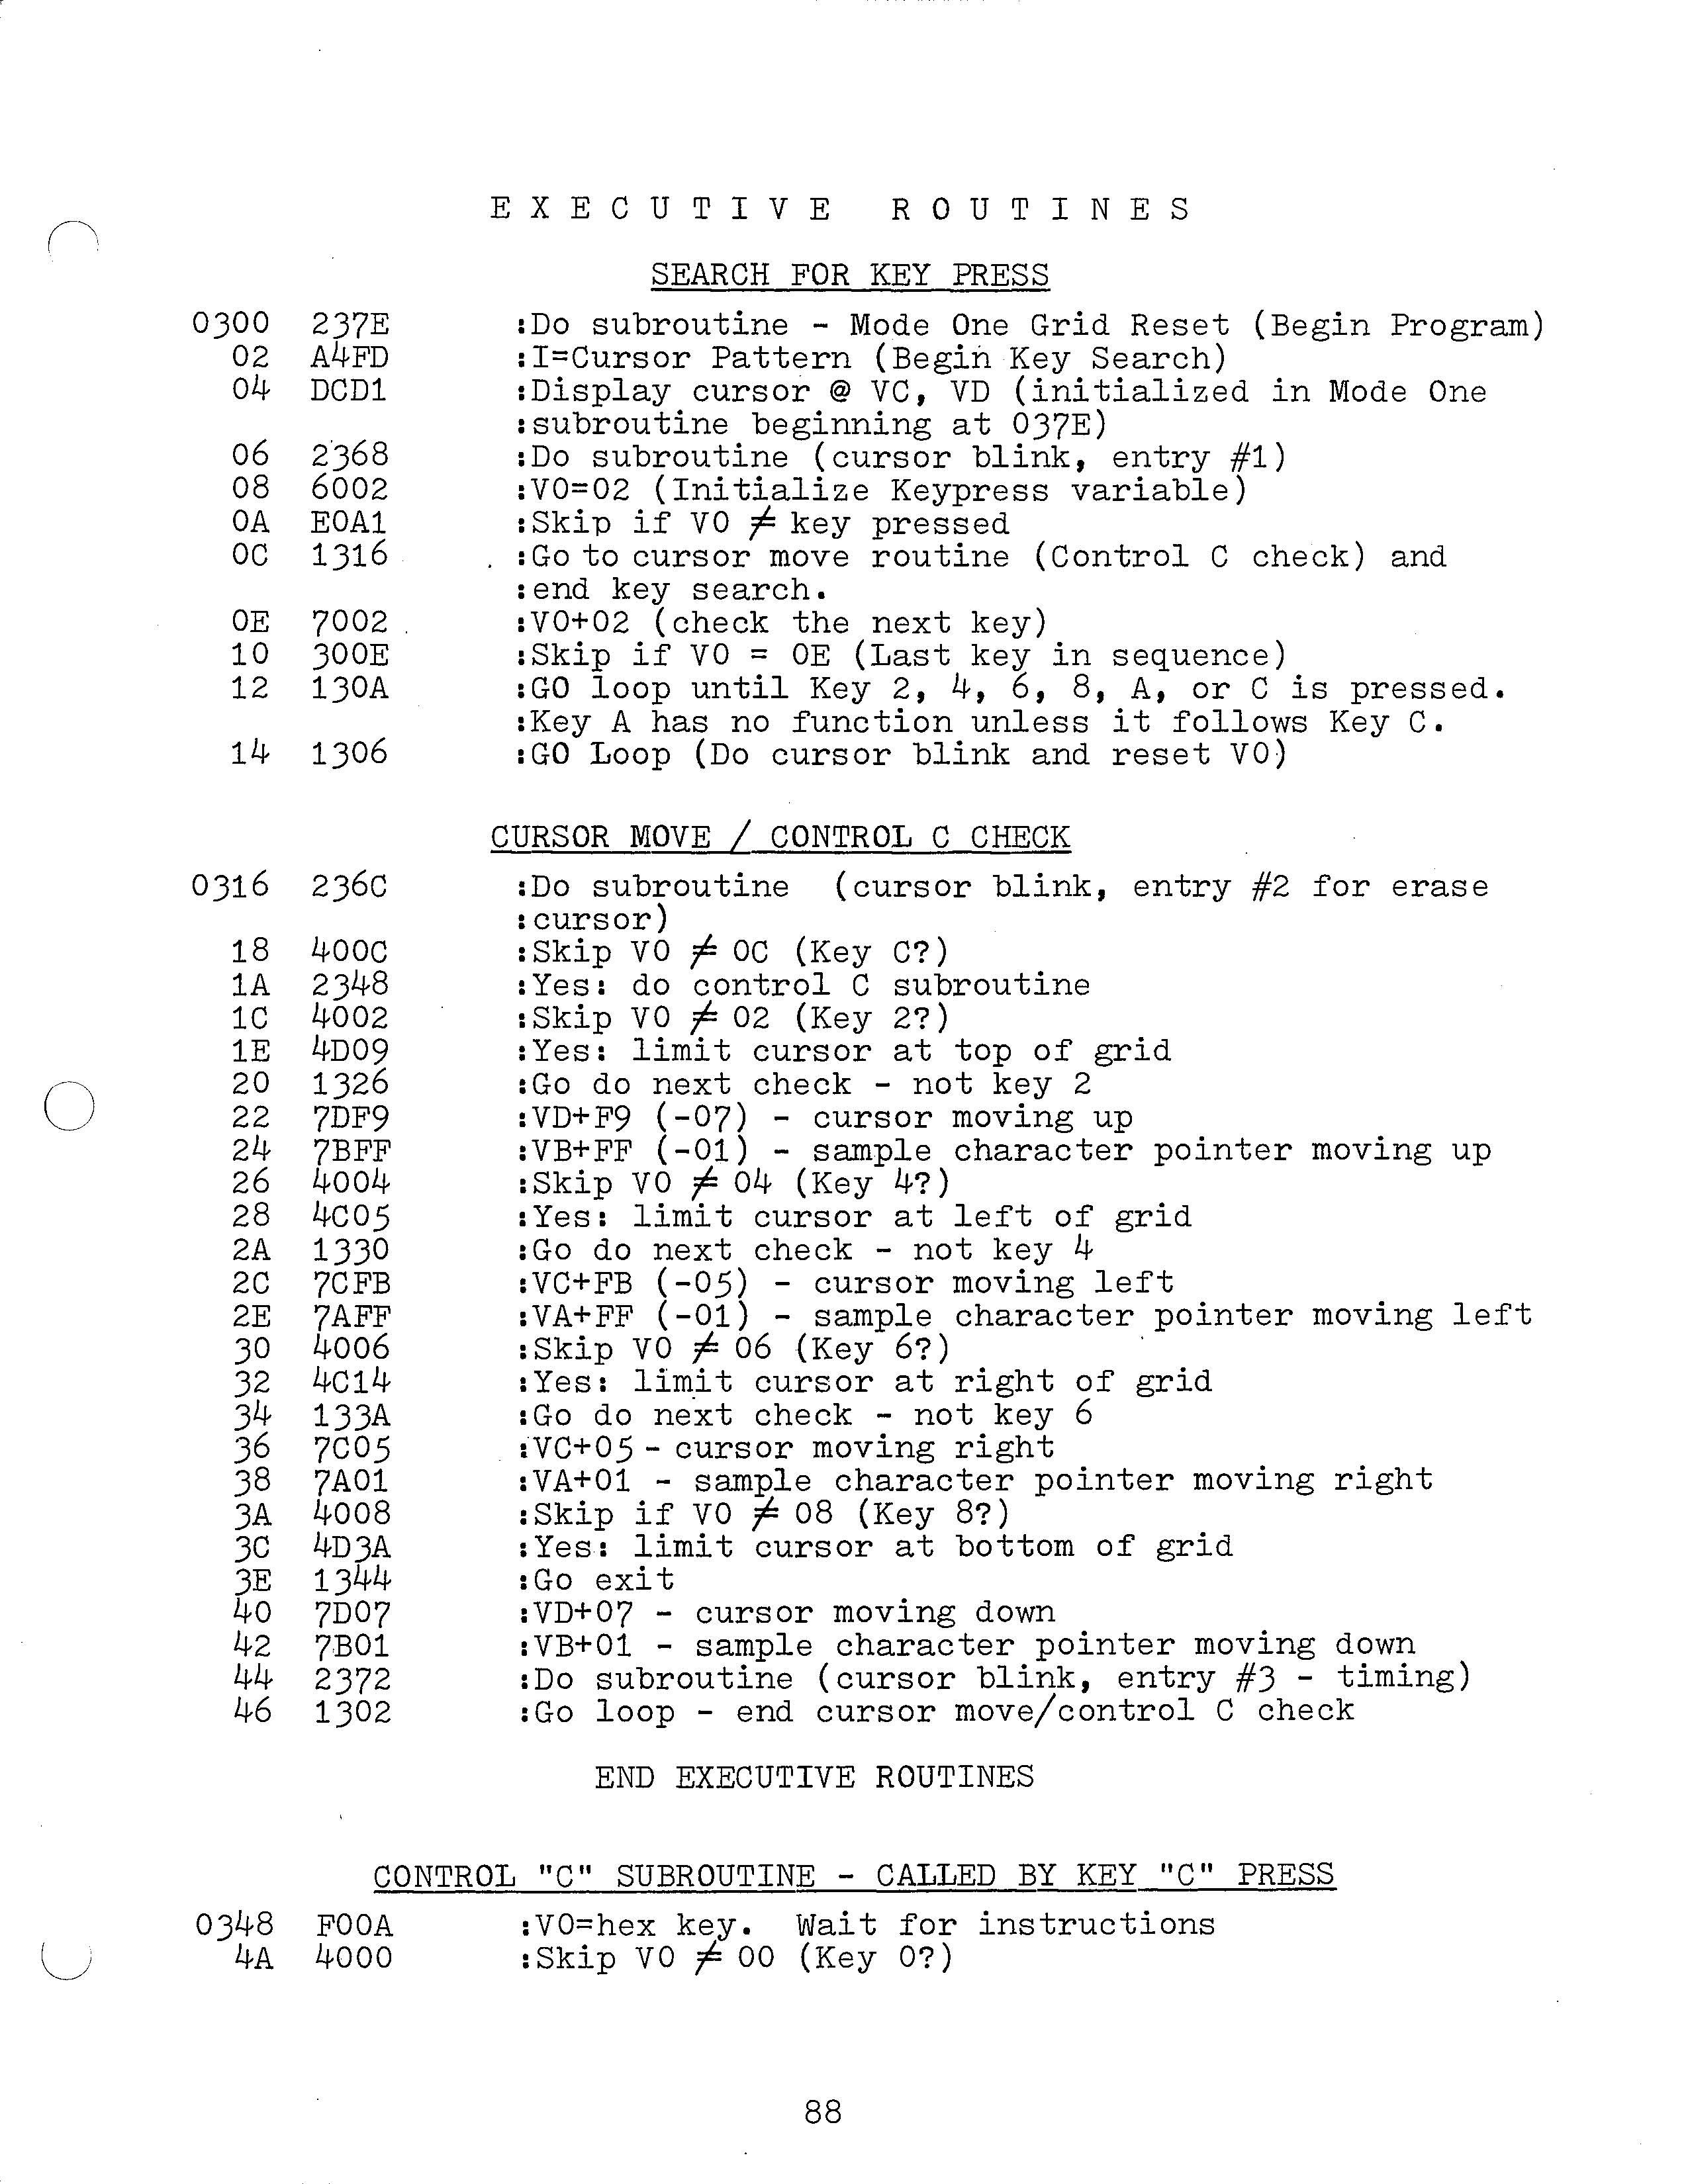 EXECUTIVE ROUTINES
SEARCH FOR KEY PRESS
0300 237E :Do subroutine - Mode One Grid Reset (Begin Program)
02 A4FD :I=Cursor Pattern (Begin Key Search)
04 DCD1 :Display cursor @ VC, VD (initialized in Mode One
:subroutine beginning at 037E)
06 2368 :Do subroutine (cursor blink, entry #1)
08 6002 :V0=02 (Initialize Keypress variable)
0A E0A1 :Skip if V0 ≠ key pressed
0C 1316 :Go to cursor move routine (Control C check) and
:end key search.
0E 7002 :V0+02 (check the next key)
10 300E :Skip if V0 = 0E (Last key in sequence)
12 130A :GO loop until Key 2, 4, 6, 8, A, or C is pressed.
:Key A has no function unless it follows Key C.
14 1306 :GO Loop (Do cursor blink and reset V0)
CURSOR MOVE / CONTROL C CHECK
0316 236C :Do subroutine (cursor blink, entry #2 for erase
:cursor)
18 400C :Skip V0 ≠ 0C (Key C?)
1A 2348 :Yes: do control C subroutine
1C 4002 :Skip V0 ≠ 02 (Key 2?)
1E 4D09 :Yes: limit cursor at top of grid
20 1326 :Go do next check - not key 2
22 7DF9 :VD+F9 (-07) - cursor moving up
24 7BFF :VB+FF (-01) - sample character pointer moving up
26 4004 :Skip V0 ≠ 04 (Key 4?)
28 4C05 :Yes: limit cursor at left of grid
2A 1330 :Go do next check - not key 4
2C 7CFB :VC+FB (-05) - cursor moving left
2E 7AFF :VA+FF (-01) - sample character pointer moving left
30 4006 :Skip V0 ≠ 06 (Key 6?)
32 4C14 :Yes: limit cursor at right of grid
34 133A :Go do next check - not key 6
36 7C05 :VC+05 - cursor moving right
38 7A01 :VA+01 - sample character pointer moving right
3A 4008 :Skip if V0 ≠ 08 (Key 8?)
3C 4D3A :Yes: limit cursor at bottom of grid
3E 1344 :Go exit
40 7D07 :VD+07 - cursor moving down
42 7B01 :VB+01 - sample character pointer moving down
44 2372 :Do subroutine (cursor blink, entry #3 - timing)
46 1302 :Go loop - end cursor move/control C check
END EXECUTIVE ROUTINES
CONTROL "C" SUBROUTINE - CALLED BY KEY "C" PRESS
0348 F00A :V0=hex key. Wait for instructions
4A 4000 :Skip V0 ≠ 00 (Key 0?)
88